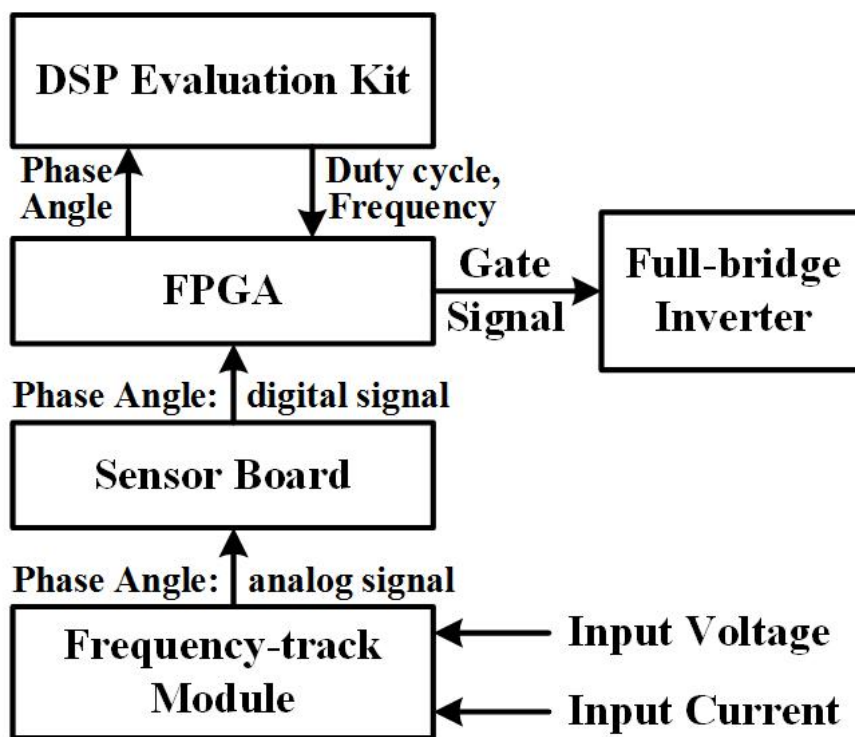 DSP Evaluation Kit
Phase
Angle
Duty cycle,
Frequency
FPGA
Gate
Signal
Full-bridge
Inverter
Phase Angle: digital signal
Sensor Board
Phase Angle: analog signal
Frequency-track
Module
Input Voltage
Input Current